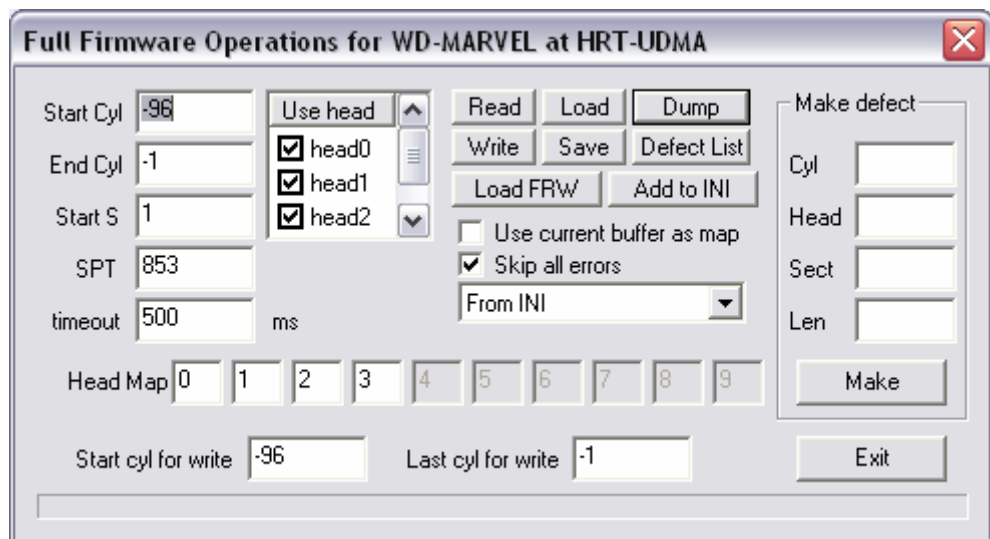 Full Firmware Operations for WD-MARVEL at HRT-UDMA
Start Cyl -96
End Cyl -1
Start S 1
SPT 853
timeout 500 ms
Use head
head0
head1
head2
Read Load Dump
Write Save Defect List
Load FRW Add to INI
Use current buffer as map
Skip all errors
From INI
Make defect
Cyl
Head
Sect
Len
Make
Head Map 0 1 2 3 4 5 6 7 8 9
Start cyl for write -96 Last cyl for write -1
Exit